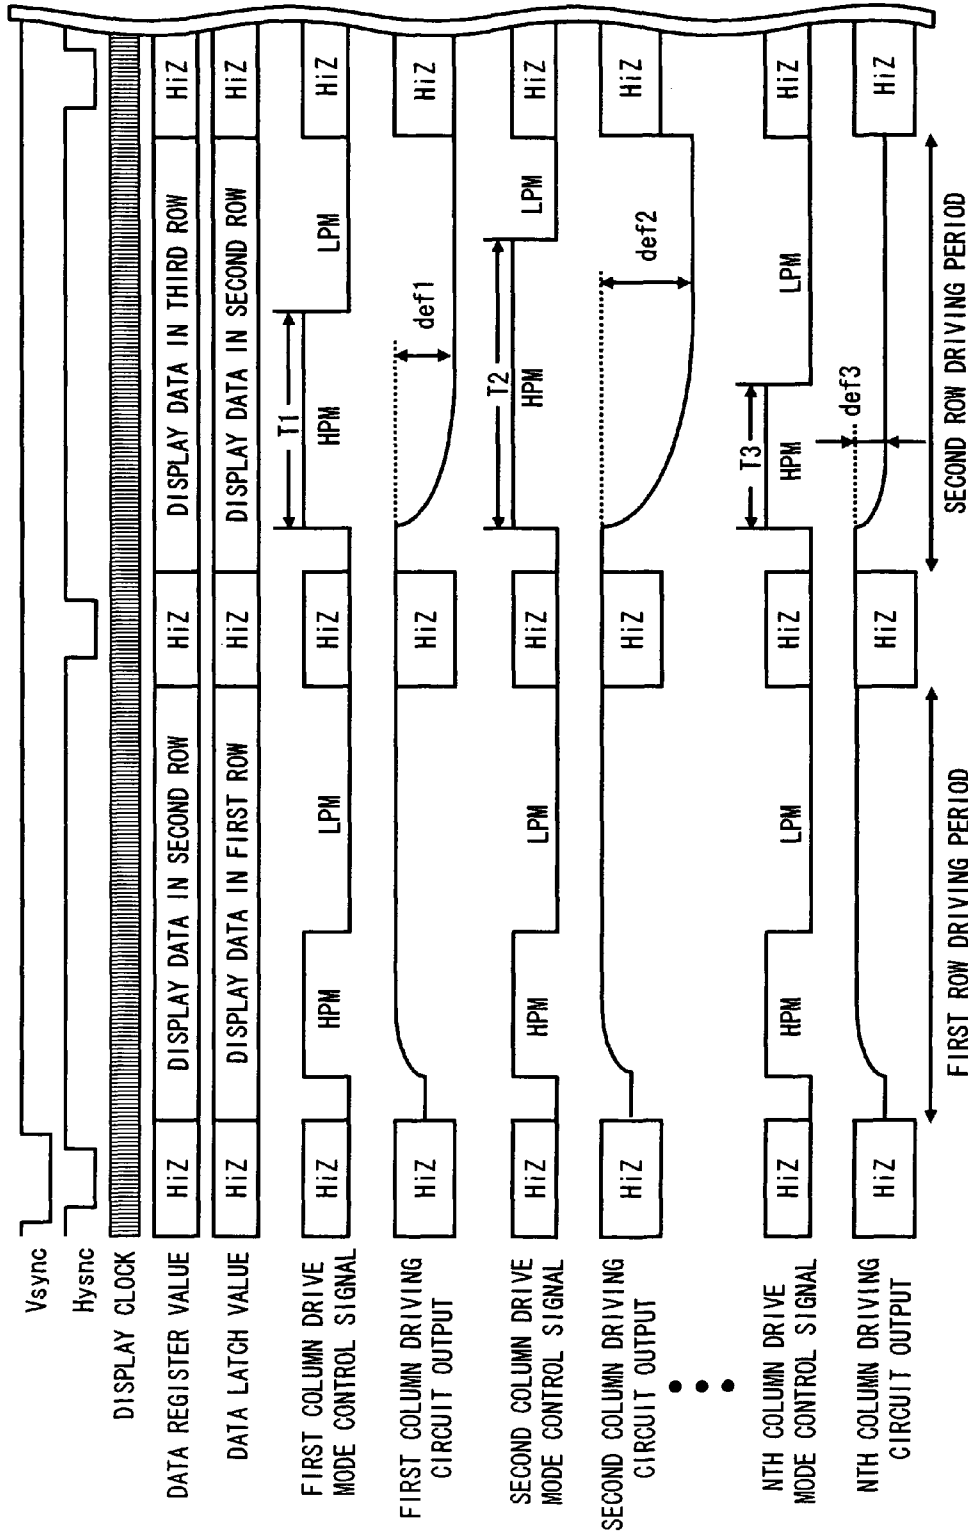 Vsync
Hysnc
DISPLAY CLOCK
DATA REGISTER VALUE
HiZ
DISPLAY DATA IN SECOND ROW
HiZ
DISPLAY DATA IN THIRD ROW
HiZ
DATA LATCH VALUE
HiZ
DISPLAY DATA IN FIRST ROW
HiZ
DISPLAY DATA IN SECOND ROW
HiZ
FIRST COLUMN DRIVE
MODE CONTROL SIGNAL
HiZ
HPM
LPM
HiZ
T1
HPM
LPM
HiZ
FIRST COLUMN DRIVING
CIRCUIT OUTPUT
HiZ
HiZ
def1
HiZ
SECOND COLUMN DRIVE
MODE CONTROL SIGNAL
HiZ
HPM
LPM
HiZ
T2
HPM
LPM
HiZ
SECOND COLUMN DRIVING
CIRCUIT OUTPUT
HiZ
HiZ
def2
HiZ
NTH COLUMN DRIVE
MODE CONTROL SIGNAL
HiZ
HPM
LPM
HiZ
T3
HPM
LPM
HiZ
NTH COLUMN DRIVING
CIRCUIT OUTPUT
HiZ
HiZ
def3
HiZ
FIRST ROW DRIVING PERIOD
SECOND ROW DRIVING PERIOD